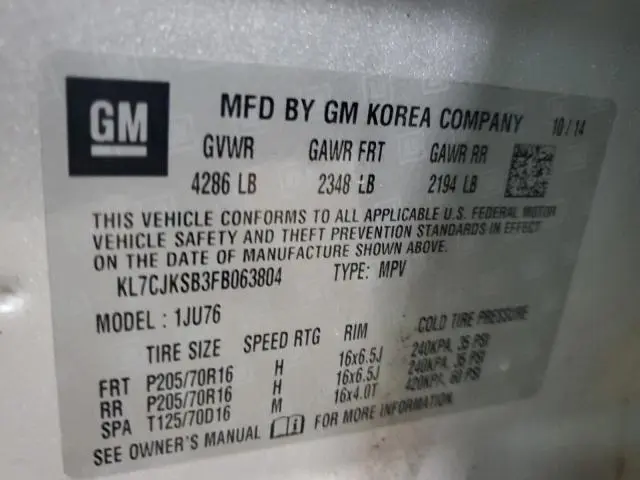 GM
MFD BY GM KOREA COMPANY 10/14
GVWR GAWR FRT GAWR RR
4286 LB 2348 LB 2194 LB
THIS VEHICLE CONFORMS TO ALL APPLICABLE U.S. FEDERAL MOTOR
VEHICLE SAFETY AND THEFT PREVENTION STANDARDS IN EFFECT
ON THE DATE OF MANUFACTURE SHOWN ABOVE.
KL7CJKSB3FB063804 TYPE: MPV
MODEL : 1JU76
TIRE SIZE SPEED RTG RIM COLD TIRE PRESSURE
FRT P205/70R16 H 16x6.5J 240KPA, 35 PSI
RR P205/70R16 H 16x6.5J 240KPA, 35 PSI
SPA T125/70D16 M 16x4.0T 420KPA, 60 PSI
SEE OWNER'S MANUAL FOR MORE INFORMATION.